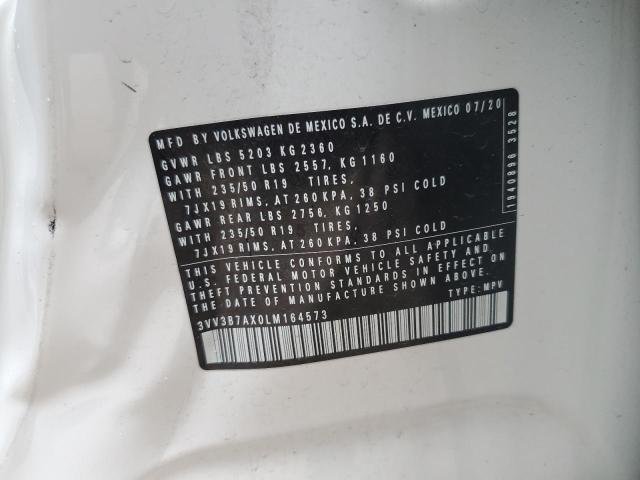 MFD BY VOLKSWAGEN DE MEXICO S.A. DE C.V. MEXICO 07/20
GVWR LBS 5203 KG 2360
GAWR FRONT LBS 2557, KG 1160
WITH 235/50 R19 TIRES,
7JX19 RIMS, AT 260 KPA, 38 PSI COLD
GAWR REAR LBS 2756, KG 1250
WITH 235/50 R19 TIRES,
7JX19 RIMS, AT 260 KPA, 38 PSI COLD
THIS VEHICLE CONFORMS TO ALL APPLICABLE
U.S. FEDERAL MOTOR VEHICLE SAFETY AND
THEFT PREVENTION STANDARDS IN EFFECT ON
THE DATE OF MANUFACTURE SHOWN ABOVE.
3VV3B7AX0LM164573 TYPE: MPV
1940896 3528